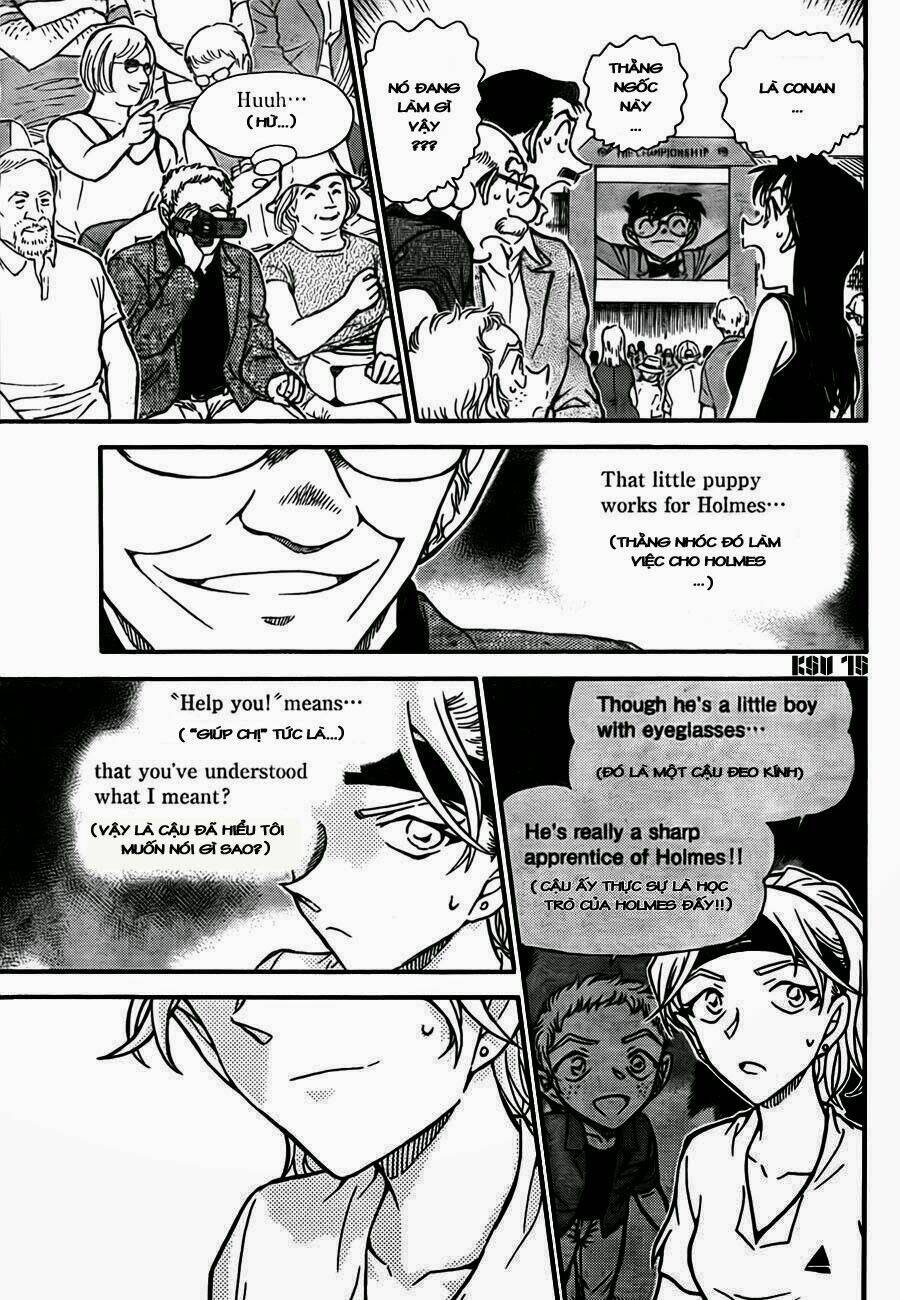 LÀ CONAN
...
THẰNG
NGỐC
NÀY
...
NÓ ĐANG
LÀM GÌ
VẬY
???
THE CHAMPIONSHIP
Huuh…
(HỨ...)
That little puppy
works for Holmes…
(THẰNG NHÓC ĐÓ LÀM
VIỆC CHO HOLMES
...)
KSU 15
Though he's a little boy
with eyeglasses…
(ĐÓ LÀ MỘT CẬU ĐEO KÍNH)
He's really a sharp
apprentice of Holmes!!
(CẬU ẤY THỰC SỰ LÀ HỌC
TRÒ CỦA HOLMES ĐẤY!!)
"Help you!" means…
("GIÚP CHỊ" TỨC LÀ...)
that you've understood
what I meant?
(VẬY LÀ CẬU ĐÃ HIỂU TÔI
MUỐN NÓI GÌ SAO?)